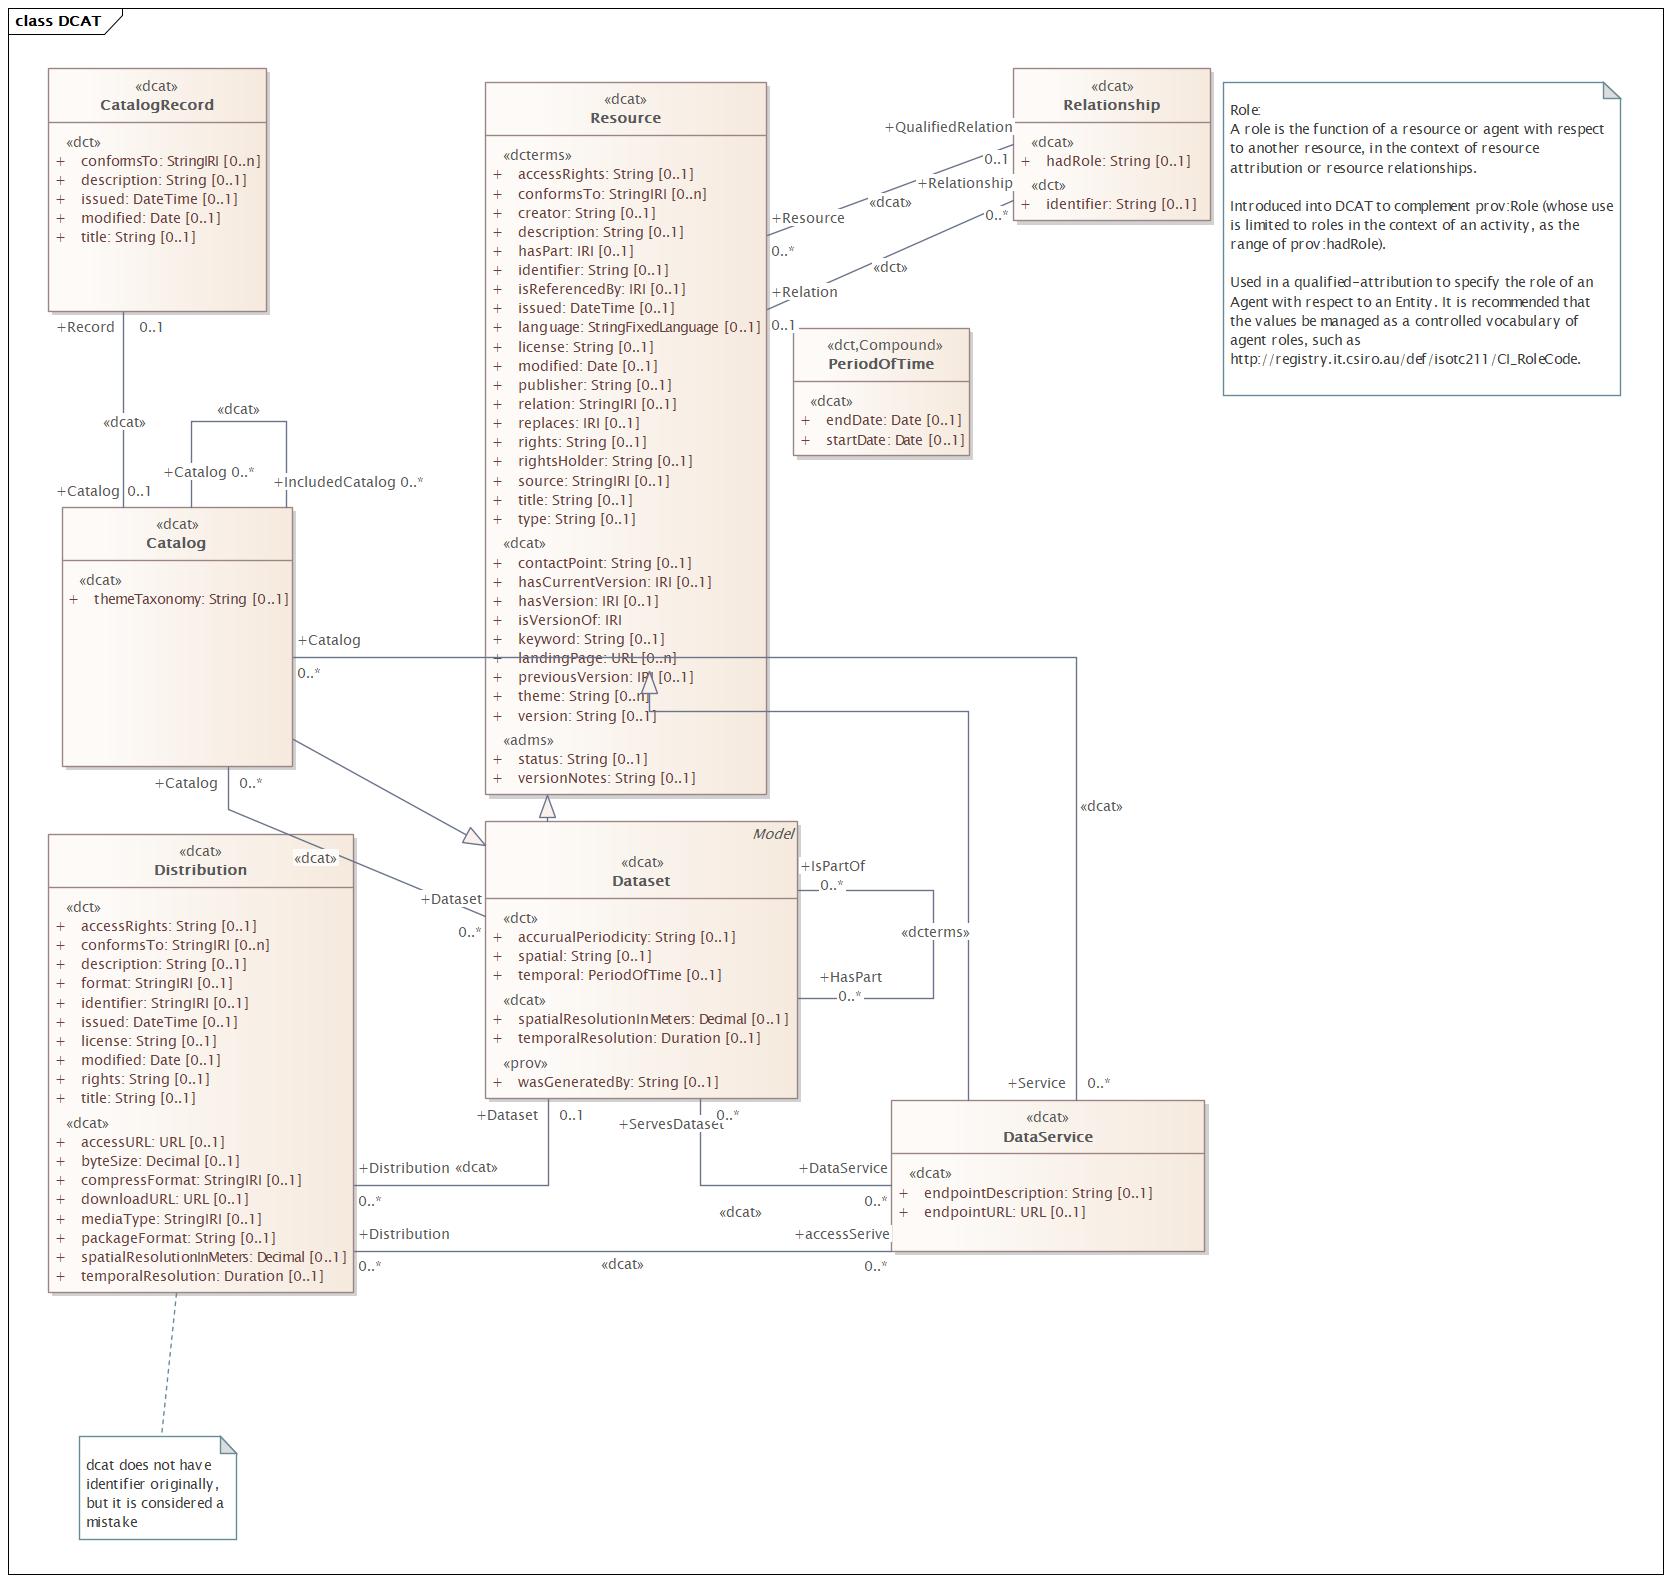 class DCAT
«dcat»
CatalogRecord
«dct»
+ conformsTo: StringIRI [0..n]
+ description: String [0..1]
+ issued: DateTime [0..1]
+ modified: Date [0..1]
+ title: String [0..1]
+Record 0..1
«dcat»
+Catalog 0..1
«dcat»
+Catalog 0..*
+IncludedCatalog 0..*
«dcat»
Catalog
«dcat»
+ themeTaxonomy: String [0..1]
+Catalog
0..*
+Catalog 0..*
«dcat»
+Dataset
0..*
«dcat»
Resource
«dcterms»
+ accessRights: String [0..1]
+ conformsTo: StringIRI [0..n]
+ creator: String [0..1]
+ description: String [0..1]
+ hasPart: IRI [0..1]
+ identifier: String [0..1]
+ isReferencedBy: IRI [0..1]
+ issued: DateTime [0..1]
+ language: StringFixedLanguage [0..1]
+ license: String [0..1]
+ modified: Date [0..1]
+ publisher: String [0..1]
+ relation: StringIRI [0..1]
+ replaces: IRI [0..1]
+ rights: String [0..1]
+ rightsHolder: String [0..1]
+ source: StringIRI [0..1]
+ title: String [0..1]
+ type: String [0..1]
«dcat»
+ contactPoint: String [0..1]
+ hasCurrentVersion: IRI [0..1]
+ hasVersion: IRI [0..1]
+ isVersionOf: IRI
+ keyword: String [0..1]
+ landingPage: URL [0..n]
+ previousVersion: IRI [0..1]
+ theme: String [0..n]
+ version: String [0..1]
«adms»
+ status: String [0..1]
+ versionNotes: String [0..1]
+QualifiedRelation
0..1
«dcat»
+Resource
0..*
+Relationship
0..*
«dct»
+Relation
0..1
«dcat»
Relationship
«dcat»
+ hadRole: String [0..1]
«dct»
+ identifier: String [0..1]
«dct,Compound»
PeriodOfTime
«dcat»
+ endDate: Date [0..1]
+ startDate: Date [0..1]
Role:
A role is the function of a resource or agent with respect
to another resource, in the context of resource
attribution or resource relationships.
Introduced into DCAT to complement prov:Role (whose use
is limited to roles in the context of an activity, as the
range of prov:hadRole).
Used in a qualified-attribution to specify the role of an
Agent with respect to an Entity. It is recommended that
the values be managed as a controlled vocabulary of
agent roles, such as
http://registry.it.csiro.au/def/isotc211/CI_RoleCode.
«dcat»
Distribution
«dct»
+ accessRights: String [0..1]
+ conformsTo: StringIRI [0..n]
+ description: String [0..1]
+ format: StringIRI [0..1]
+ identifier: StringIRI [0..1]
+ issued: DateTime [0..1]
+ license: String [0..1]
+ modified: Date [0..1]
+ rights: String [0..1]
+ title: String [0..1]
«dcat»
+ accessURL: URL [0..1]
+ byteSize: Decimal [0..1]
+ compressFormat: StringIRI [0..1]
+ downloadURL: URL [0..1]
+ mediaType: StringIRI [0..1]
+ packageFormat: String [0..1]
+ spatialResolutionInMeters: Decimal [0..1]
+ temporalResolution: Duration [0..1]
Model
«dcat»
Dataset
«dct»
+ accurualPeriodicity: String [0..1]
+ spatial: String [0..1]
+ temporal: PeriodOfTime [0..1]
«dcat»
+ spatialResolutionInMeters: Decimal [0..1]
+ temporalResolution: Duration [0..1]
«prov»
+ wasGeneratedBy: String [0..1]
+IsPartOf
0..*
«dcterms»
+HasPart
0..*
«dcat»
+Service 0..*
+Dataset 0..1
+ServesDataset 0..*
+Distribution «dcat»
0..*
+DataService
0..*
«dcat»
+Distribution
0..*
«dcat»
+accessSerive
0..*
«dcat»
DataService
«dcat»
+ endpointDescription: String [0..1]
+ endpointURL: URL [0..1]
dcat does not have
identifier originally,
but it is considered a
mistake